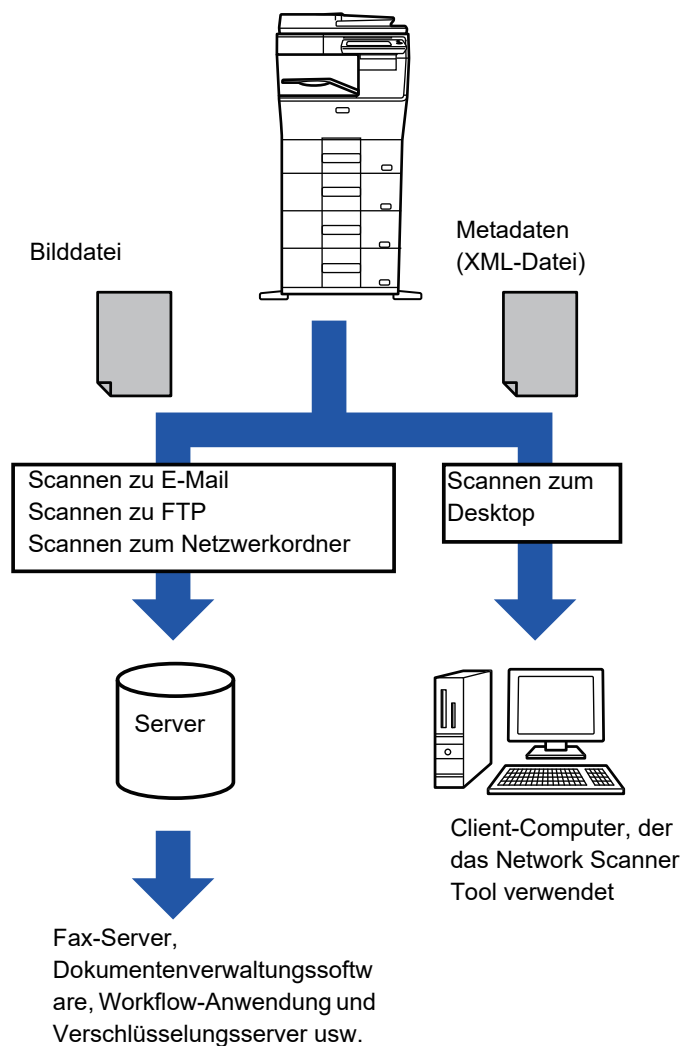 Bilddatei
Metadaten
(XML-Datei)
Scannen zu E-Mail
Scannen zu FTP
Scannen zum Netzwerkordner
Scannen zum
Desktop
Server
Client-Computer, der
das Network Scanner
Tool verwendet
Fax-Server,
Dokumentenverwaltungssoftw
are, Workflow-Anwendung und
Verschlüsselungsserver usw.